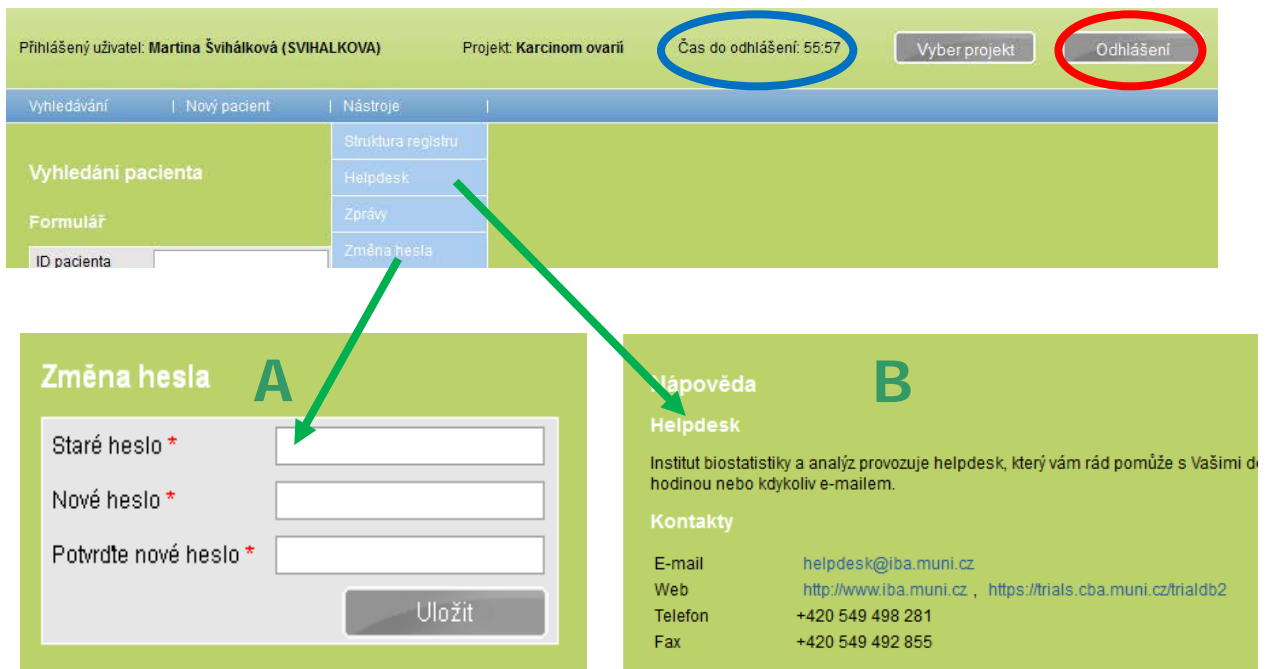 Přihlášený uživatel: Martina Švihálková (SVIHALKOVA) Projekt: Karcinom ovarií Čas do odhlášení: 55:57 Vyber projekt Odhlášení
Vyhledávání | Nový pacient | Nástroje |
Struktura registru
Vyhledání pacienta
Helpdesk
Formulář
Zprávy
Změna hesla
ID pacienta
Změna hesla A
Staré heslo *
Nové heslo *
Potvrďte nové heslo *
Uložit
Nápověda B
Helpdesk
Institut biostatistiky a analýz provozuje helpdesk, který vám rád pomůže s Vašimi
hodinou nebo kdykoliv e-mailem.
Kontakty
E-mail helpdesk@iba.muni.cz
Web http://www.iba.muni.cz , https://trials.cba.muni.cz/trialdb2
Telefon +420 549 498 281
Fax +420 549 492 855